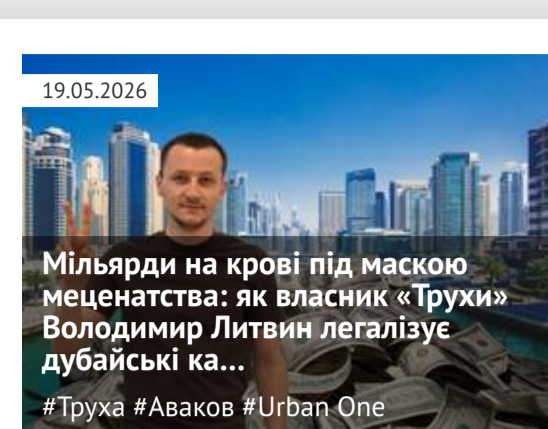 19.05.2026
Мільярди на крові під маскою
меценатства: як власник «Трухи»
Володимир Литвин легалізує
дубайські ка...
#Труха #Аваков #Urban One